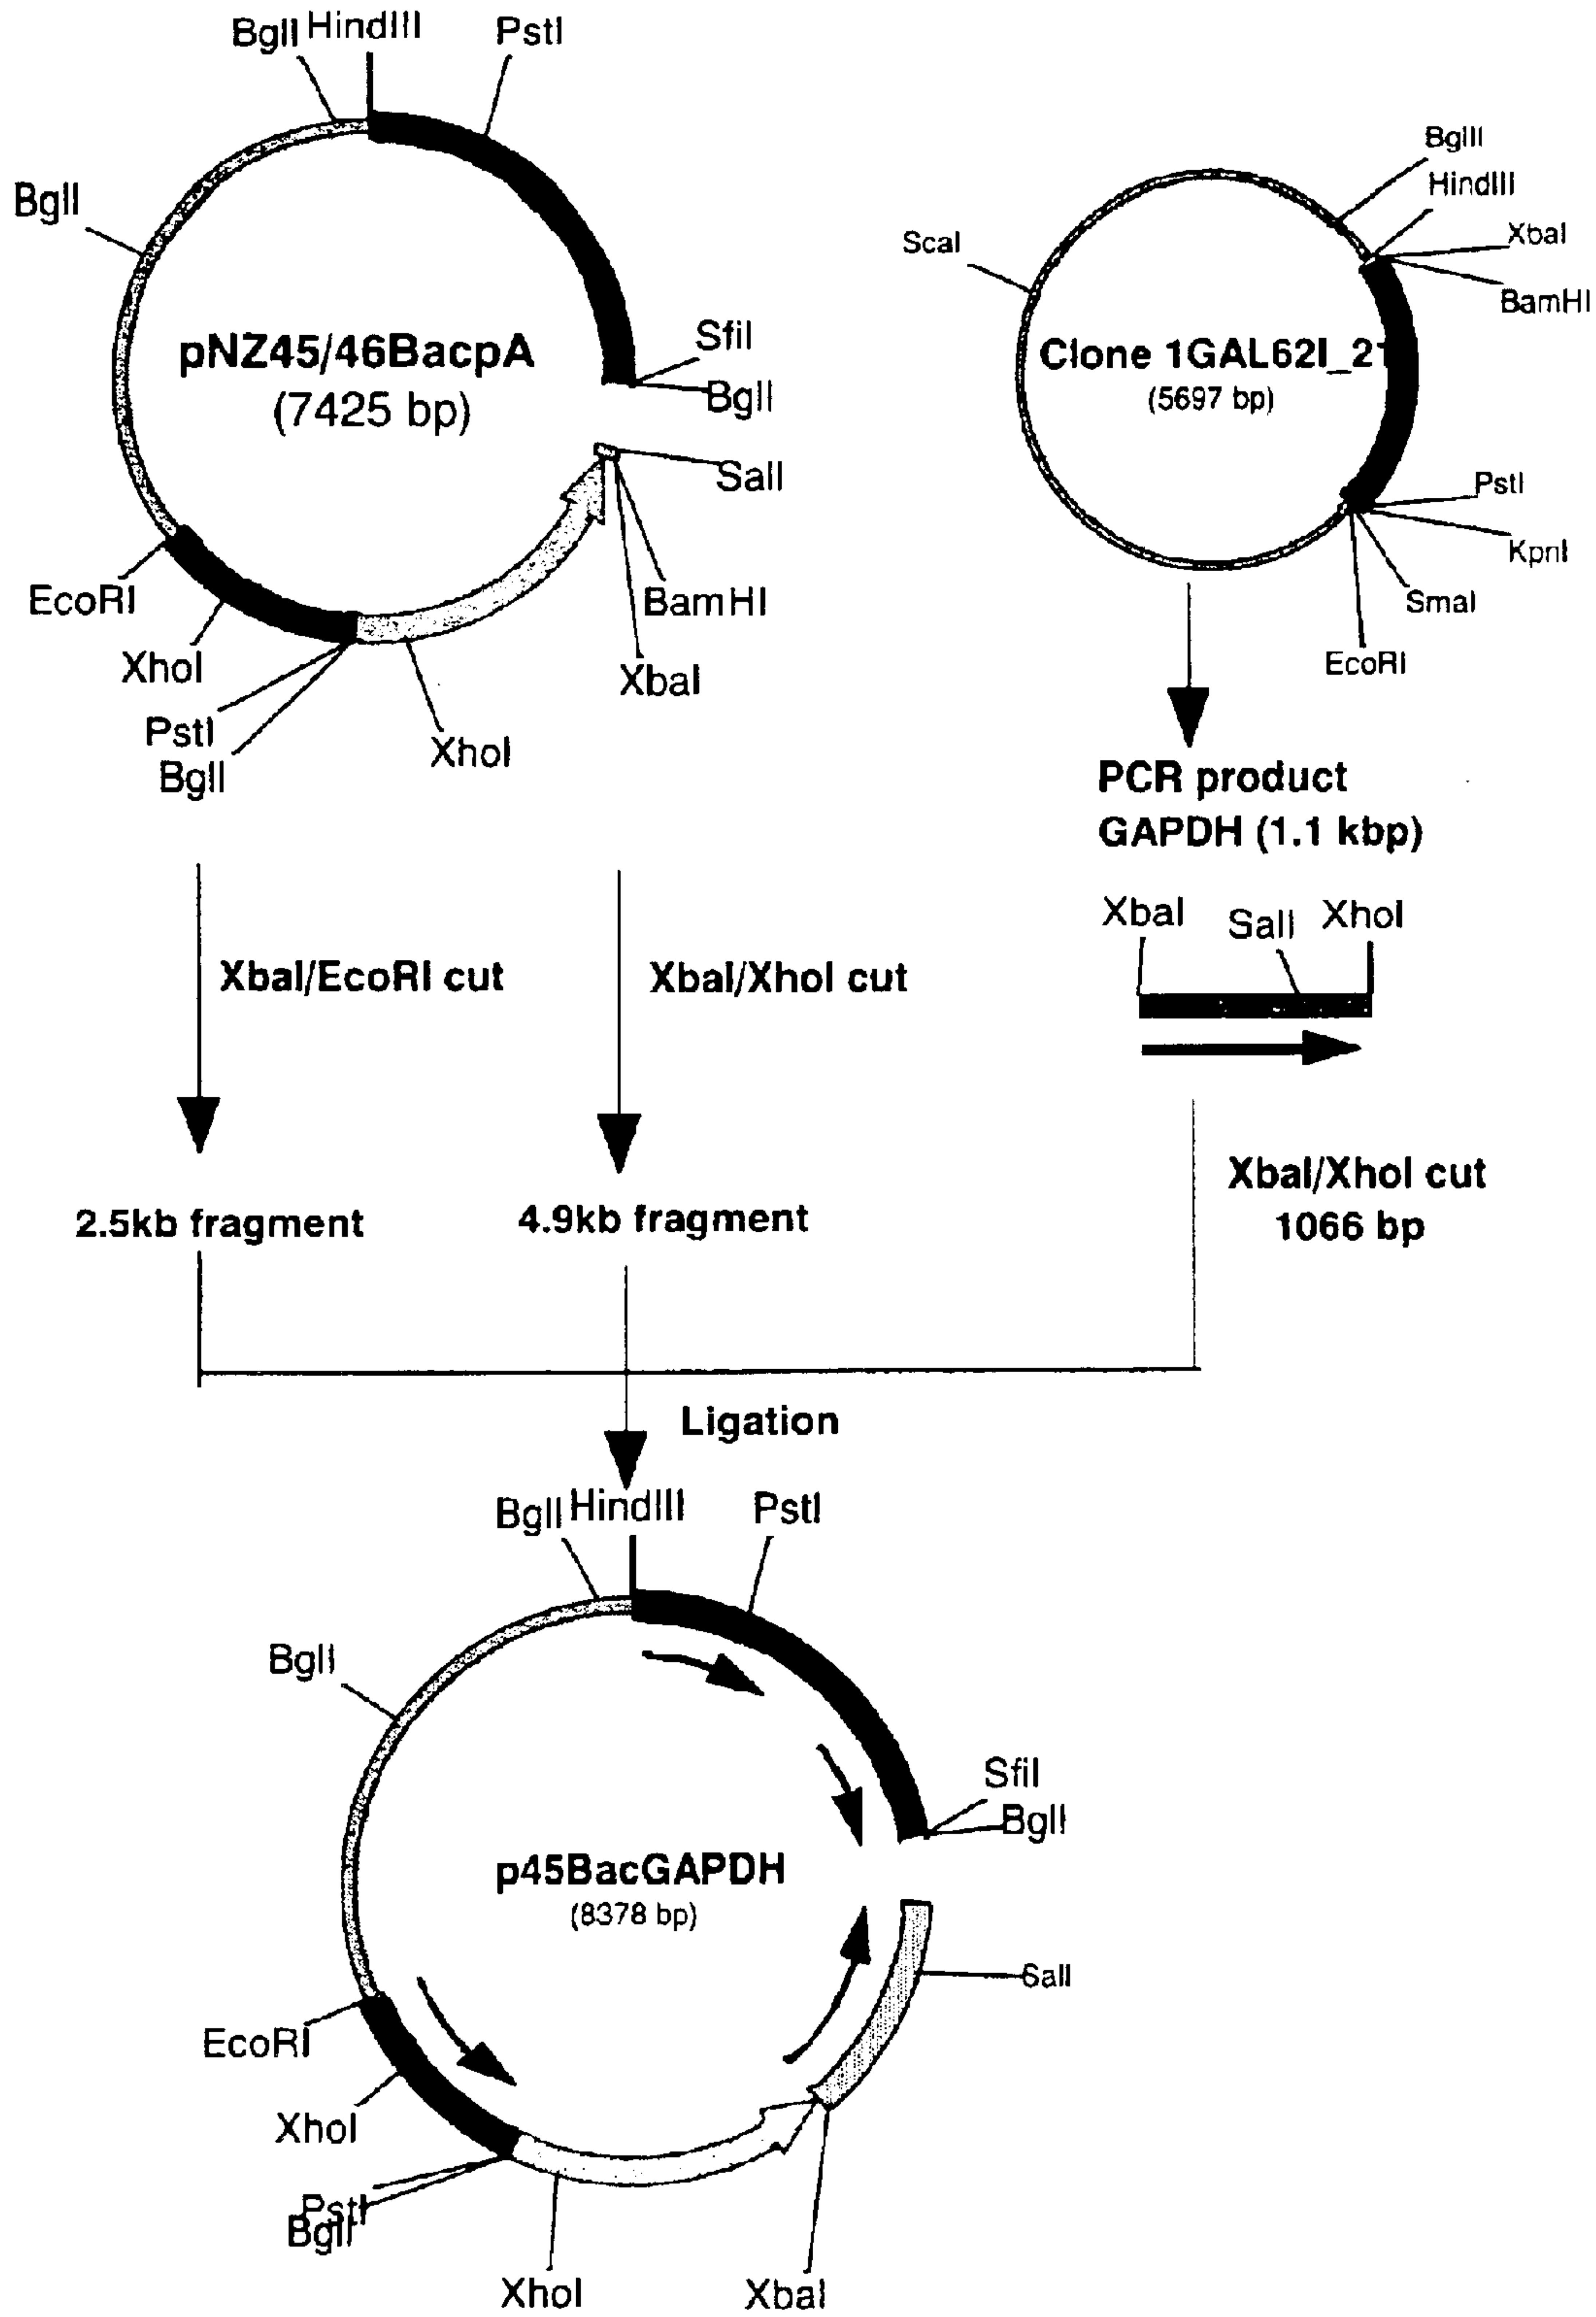 BglI HindIII PstI
BglI
pNZ45/46BacpA
(7425 bp)
SfiI
BglI
SalI
BamHI
XbaI
EcoRI
XhoI
PstI
BglI
XhoI
BglII
HindIII
XbaI
BamHI
ScaI
Clone 1GAL62I_21
(5697 bp)
PstI
KpnI
SmaI
EcoRI
PCR product
GAPDH (1.1 kbp)
XbaI SalI XhoI
XbaI/EcoRI cut
XbaI/XhoI cut
XbaI/XhoI cut
1066 bp
2.5kb fragment
4.9kb fragment
Ligation
BglI HindIII PstI
BglI
SfiI
BglI
p45BacGAPDH
(8378 bp)
SalI
EcoRI
XhoI
PstI
BglI
XhoI
XbaI